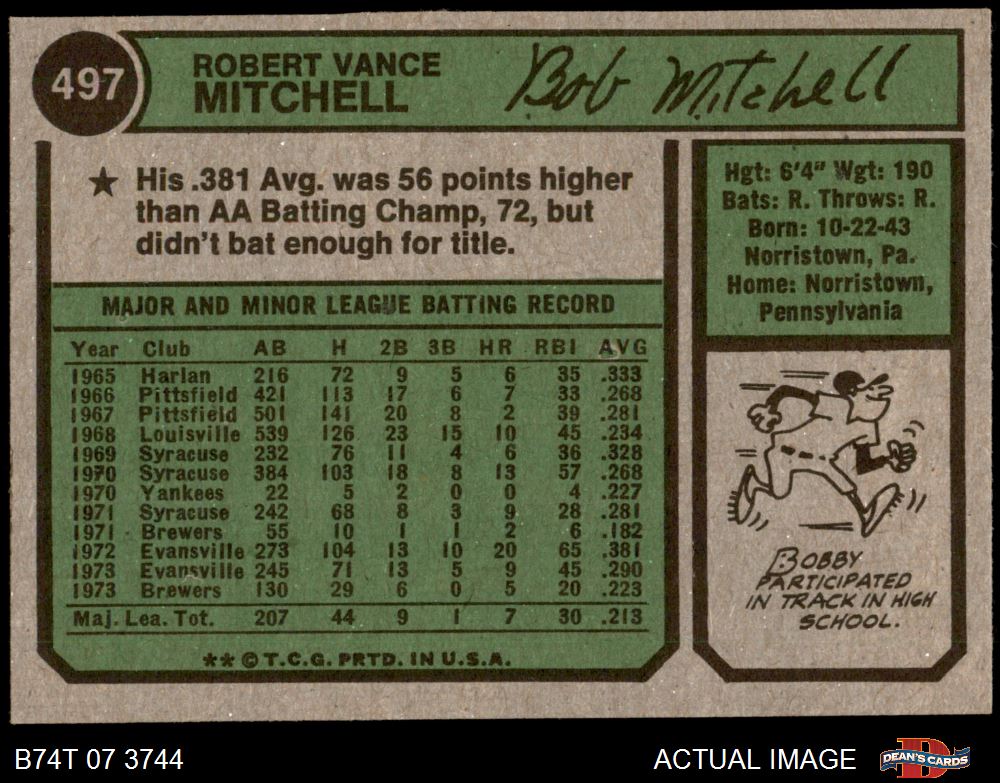 497
ROBERT VANCE
MITCHELL
Bob Mitchell
★ His .381 Avg. was 56 points higher
than AA Batting Champ, 72, but
didn't bat enough for title.
Hgt: 6'4" Wgt: 190
Bats: R. Throws: R.
Born: 10-22-43
Norristown, Pa.
Home: Norristown,
Pennsylvania
MAJOR AND MINOR LEAGUE BATTING RECORD
Year Club AB H 2B 3B HR RBI AVG
1965 Harlan 216 72 9 5 6 35 .333
1966 Pittsfield 421 113 17 6 7 33 .268
1967 Pittsfield 501 141 20 8 2 39 .281
1968 Louisville 539 126 23 15 10 45 .234
1969 Syracuse 232 76 11 4 6 36 .328
1970 Syracuse 384 103 18 8 13 57 .268
1970 Yankees 22 5 2 0 0 4 .227
1971 Syracuse 242 68 8 3 9 28 .281
1971 Brewers 55 10 1 1 2 6 .182
1972 Evansville 273 104 13 10 20 65 .381
1973 Evansville 245 71 13 5 9 45 .290
1973 Brewers 130 29 6 0 5 20 .223
Maj. Lea. Tot. 207 44 9 1 7 30 .213
** © T.C.G. PRTD. IN U.S.A.
BOBBY
PARTICIPATED
IN TRACK IN HIGH
SCHOOL.
B74T 07 3744
ACTUAL IMAGE
DEAN'S CARDS